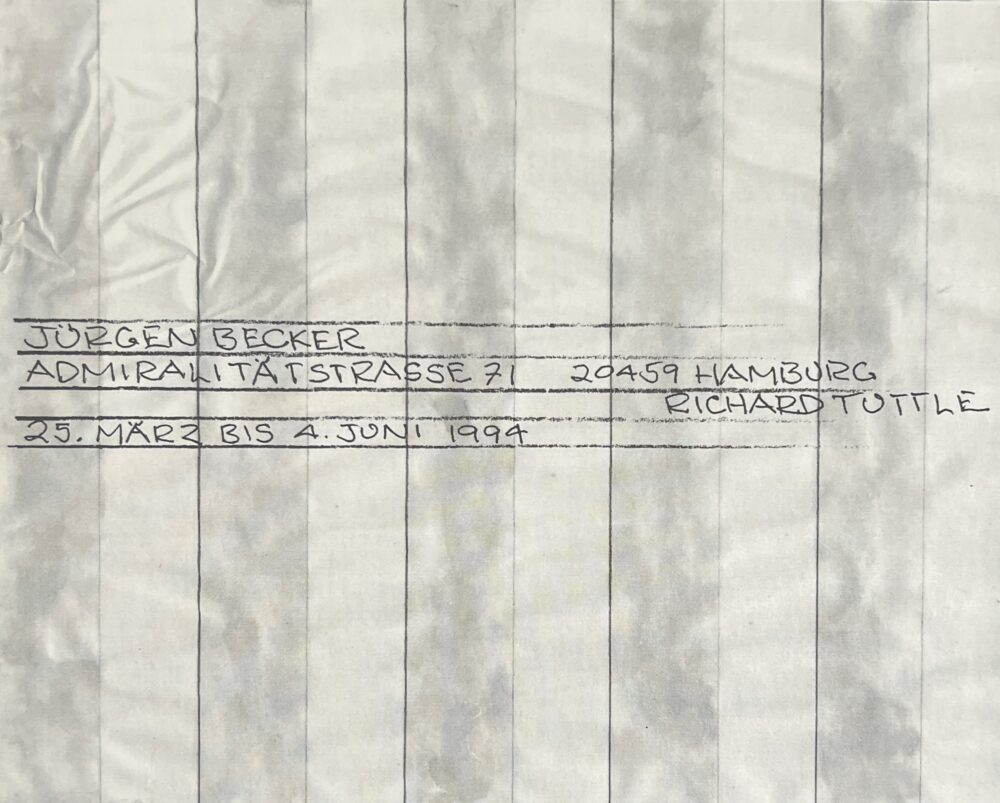 JÜRGEN BECKER
ADMIRALITÄTSTRASSE 71 20459 HAMBURG
RICHARD TUTTLE
25. MÄRZ BIS 4. JUNI 1994